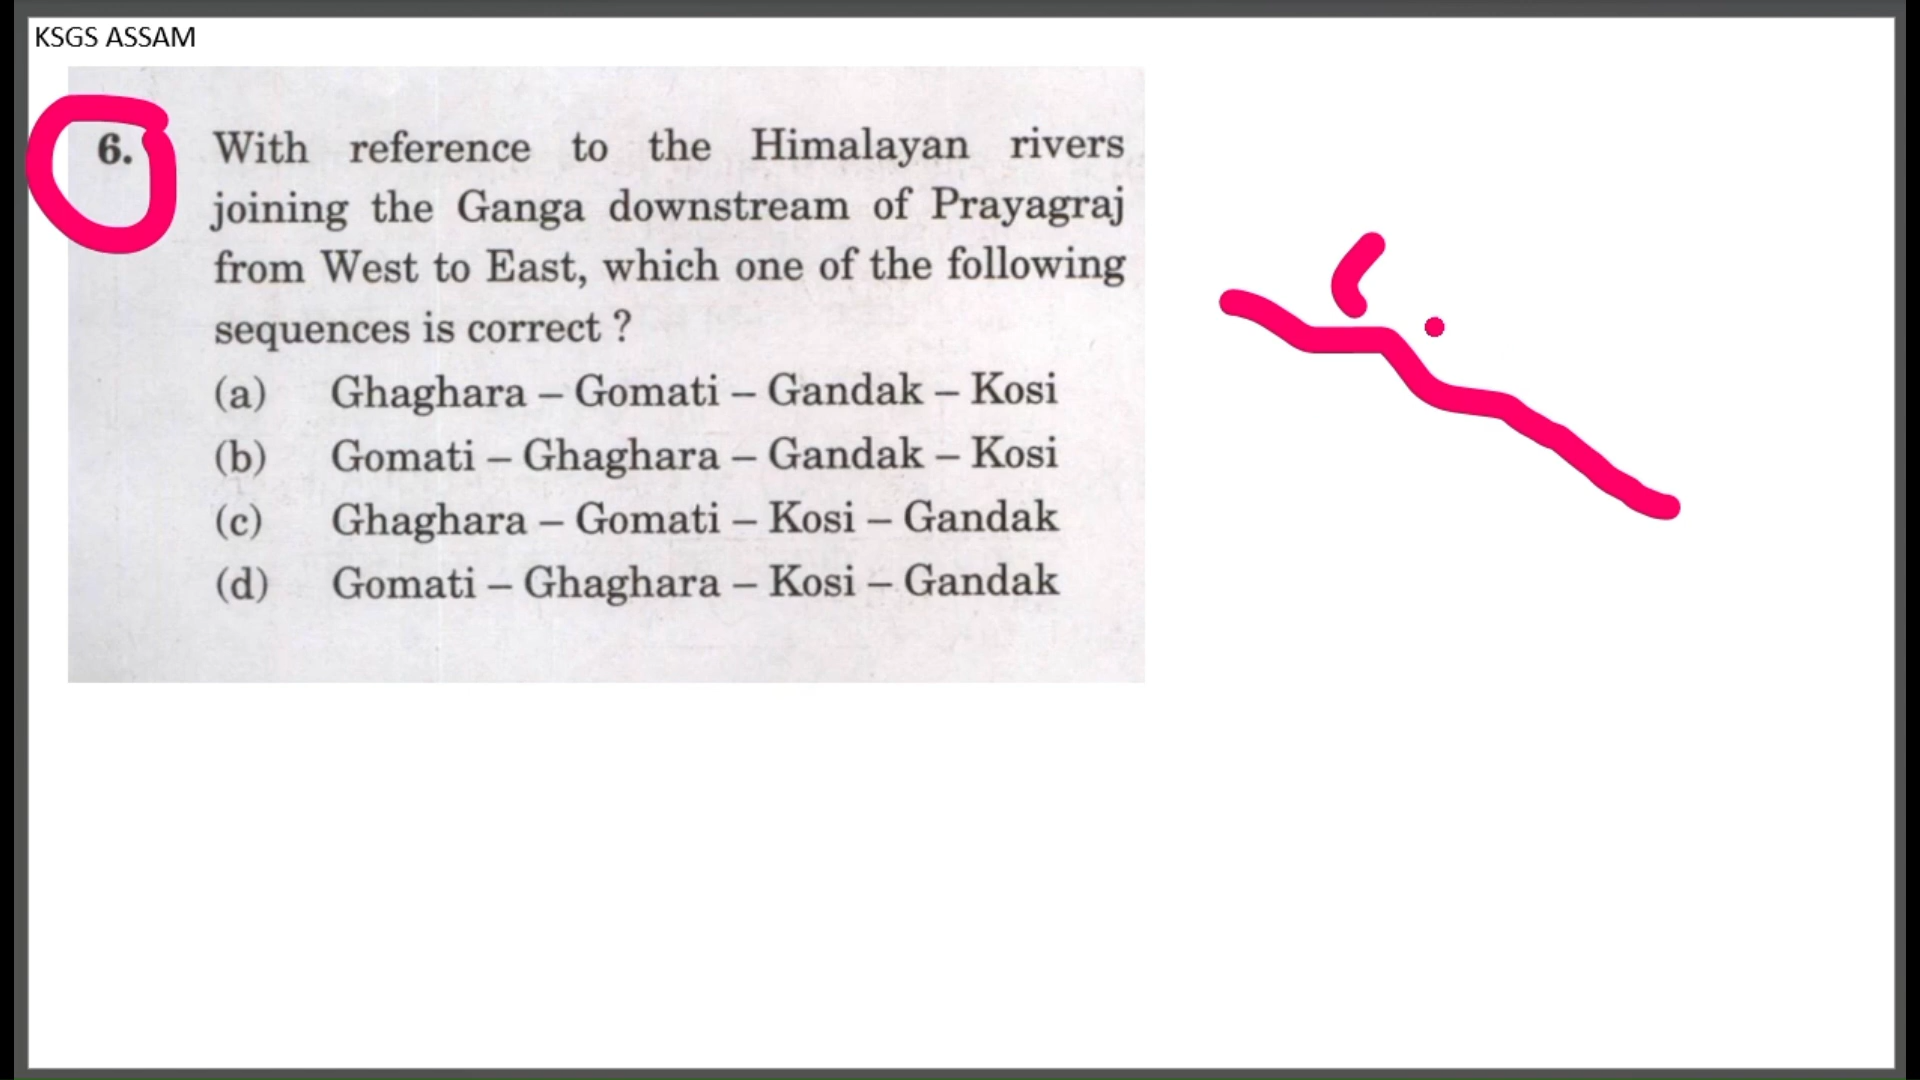 KSGS ASSAM
6. With reference to the Himalayan rivers
joining the Ganga downstream of Prayagraj
from West to East, which one of the following
sequences is correct ?
(a) Ghaghara – Gomati – Gandak – Kosi
(b) Gomati – Ghaghara – Gandak – Kosi
(c) Ghaghara – Gomati – Kosi – Gandak
(d) Gomati – Ghaghara – Kosi – Gandak